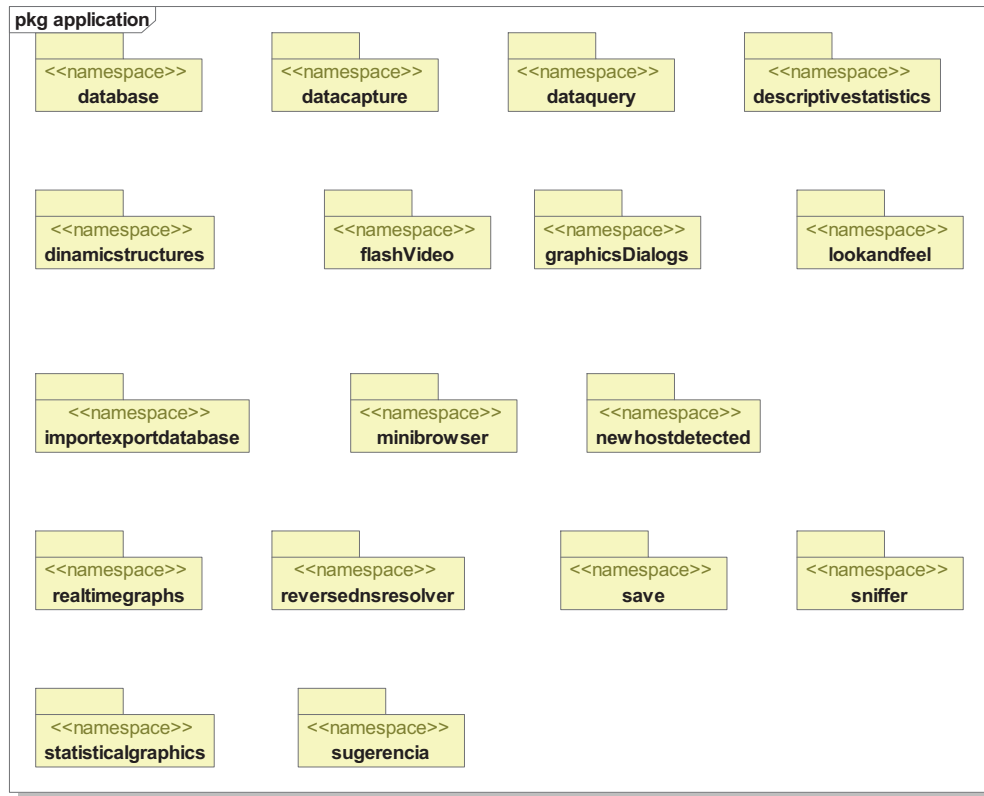 pkg application
<<namespace>> <<namespace>> <<namespace>> <<namespace>>
database datacapture dataquery descriptivestatistics
<<namespace>> <<namespace>> <<namespace>> <<namespace>>
dinamicstructures flashVideo graphicsDialogs lookandfeel
<<namespace>> <<namespace>> <<namespace>>
importexportdatabase minibrowser newhostdetected
<<namespace>> <<namespace>> <<namespace>> <<namespace>>
realtimegraphs reversednsresolver save sniffer
<<namespace>> <<namespace>>
statisticalgraphics sugerencia